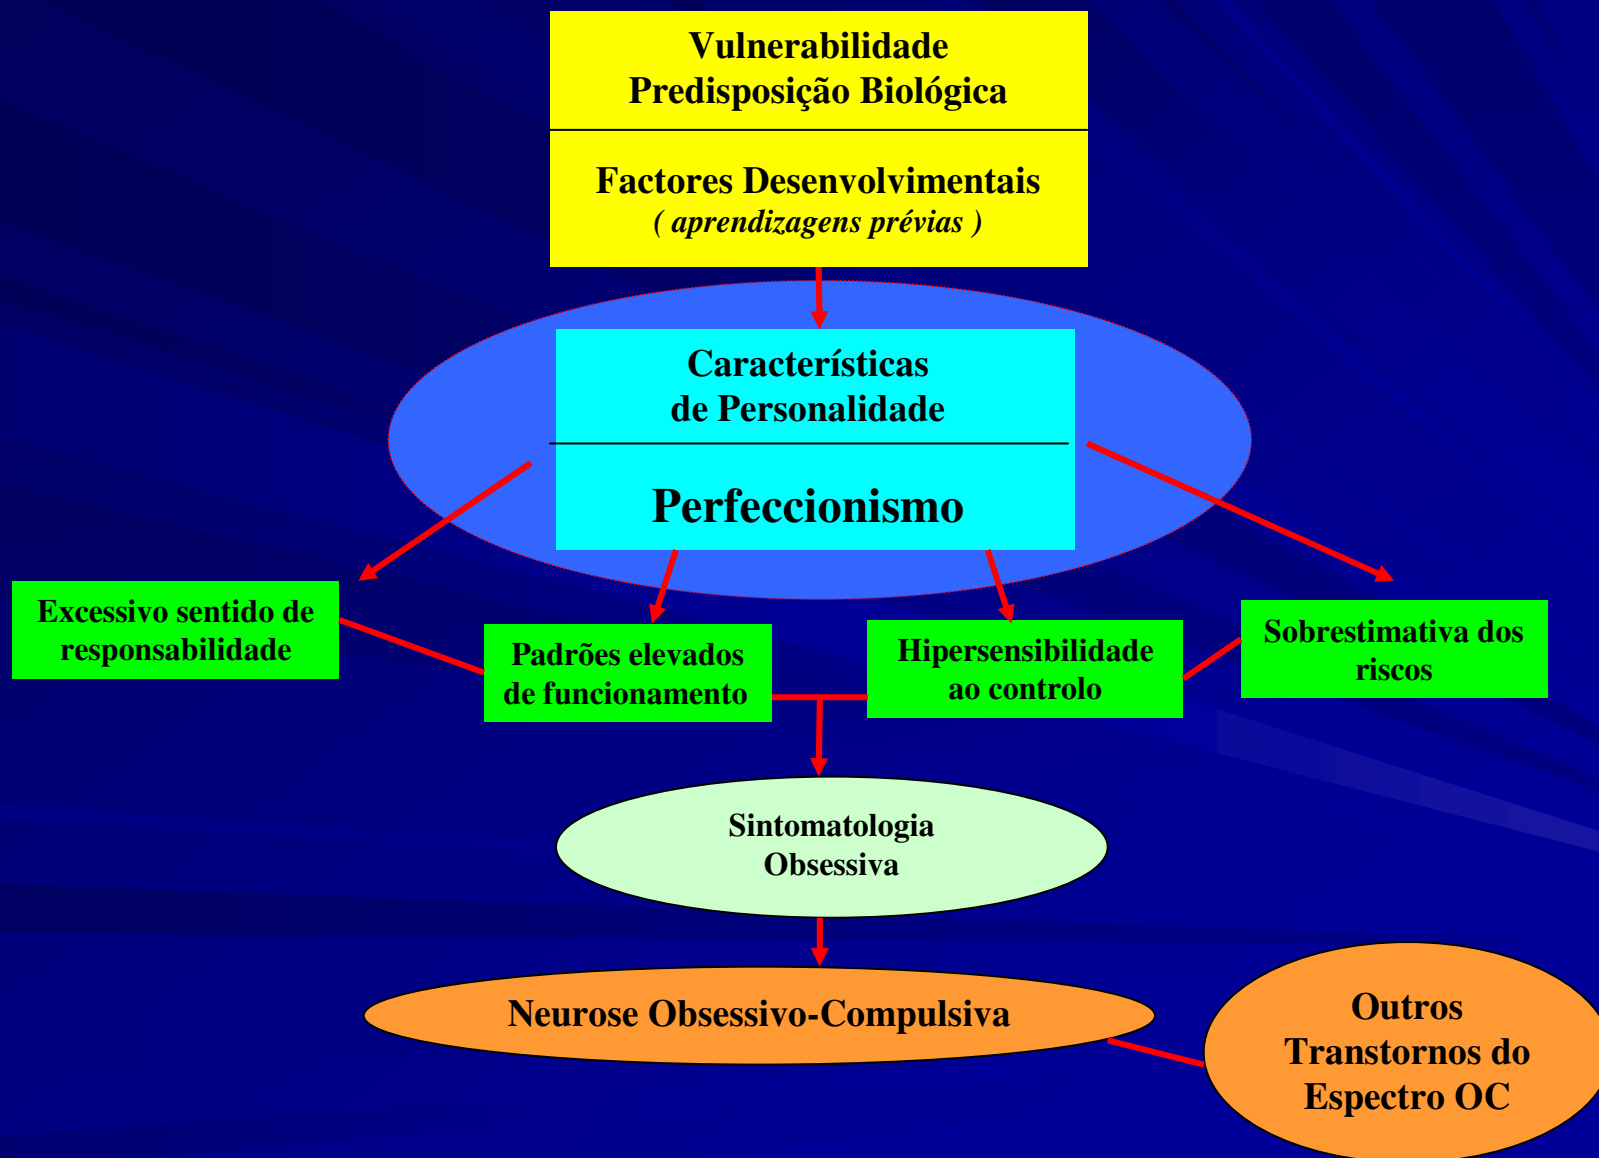 Vulnerabilidade
Predisposição Biológica
Factores Desenvolvimentais
( aprendizagens prévias )
Característísticas
de Personalidade
Perfeccionismo
Excessivo sentido de
responsabilidade
Padrões elevados
de funcionamento
Hipersensibilidade
ao controlo
Sobrestimativa dos
riscos
Sintomatologia
Obsessiva
Neurose Obsessivo-Compulsiva
Outros
Transtornos do
Espectro OC